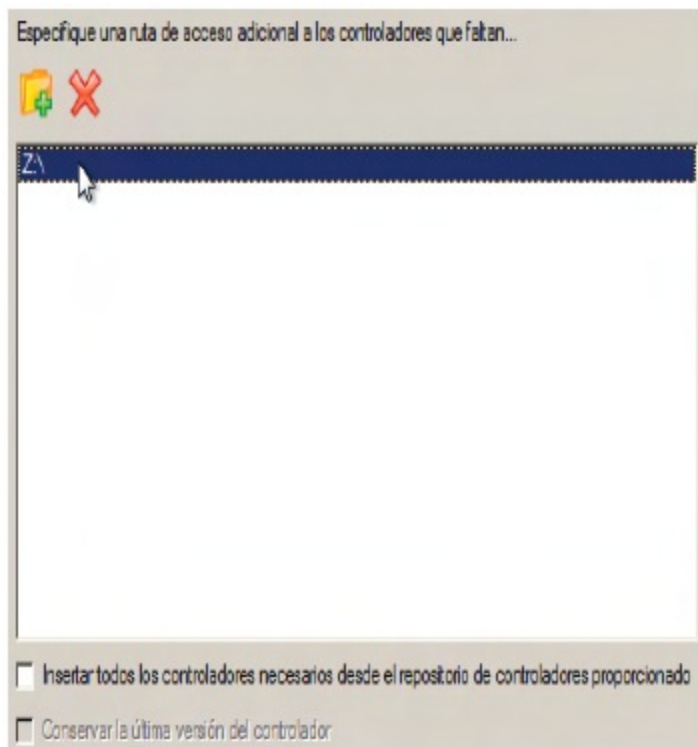 Especifique una ruta de acceso adicional a los controladores que faltan...
Z:\
Insertar todos los controladores necesarios desde el repositorio de controladores proporcionado
Conservar la última versión del controlador